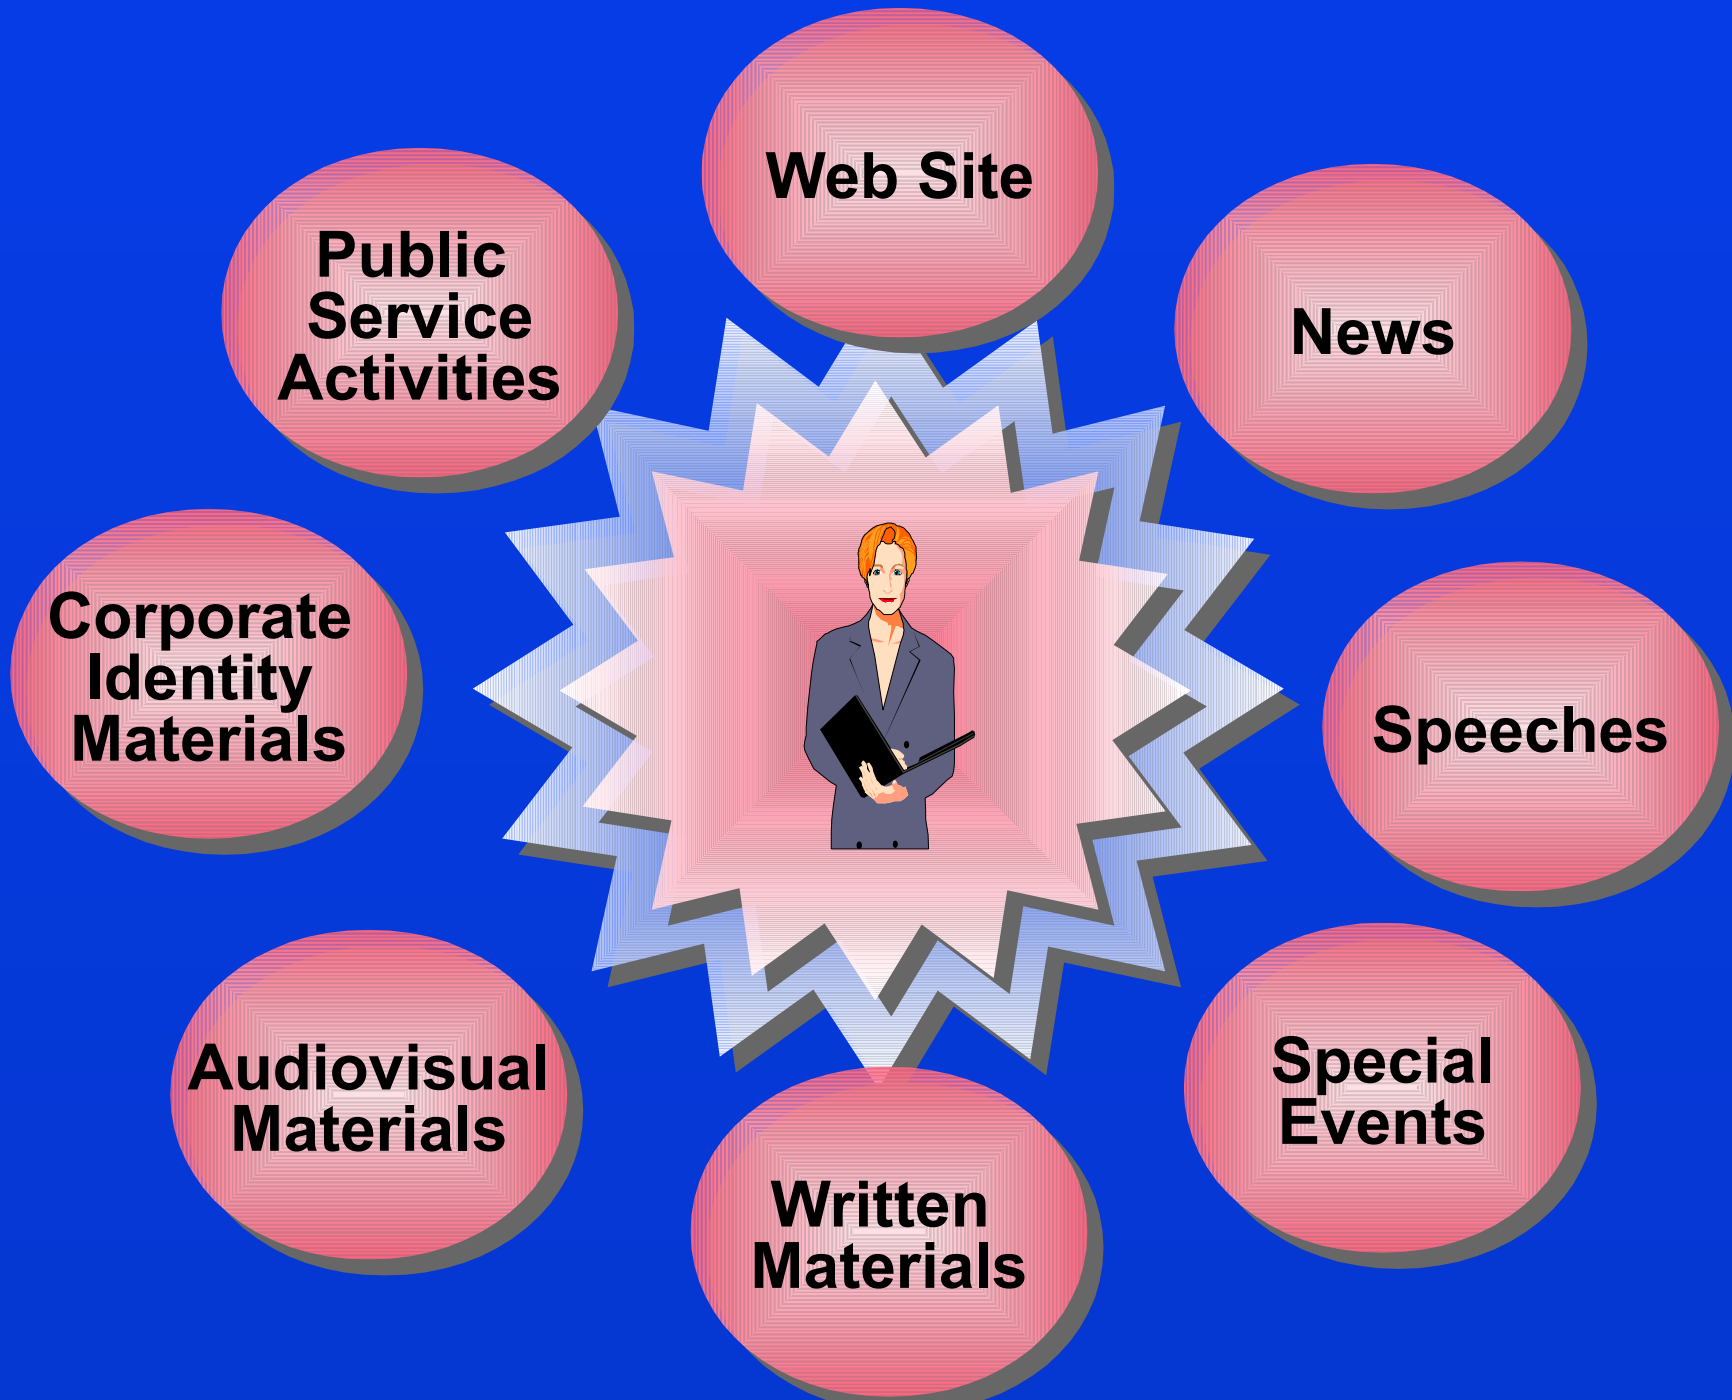 Web Site
News
Speeches
Special
Events
Written
Materials
Audiovisual
Materials
Corporate
Identity
Materials
Public
Service
Activities